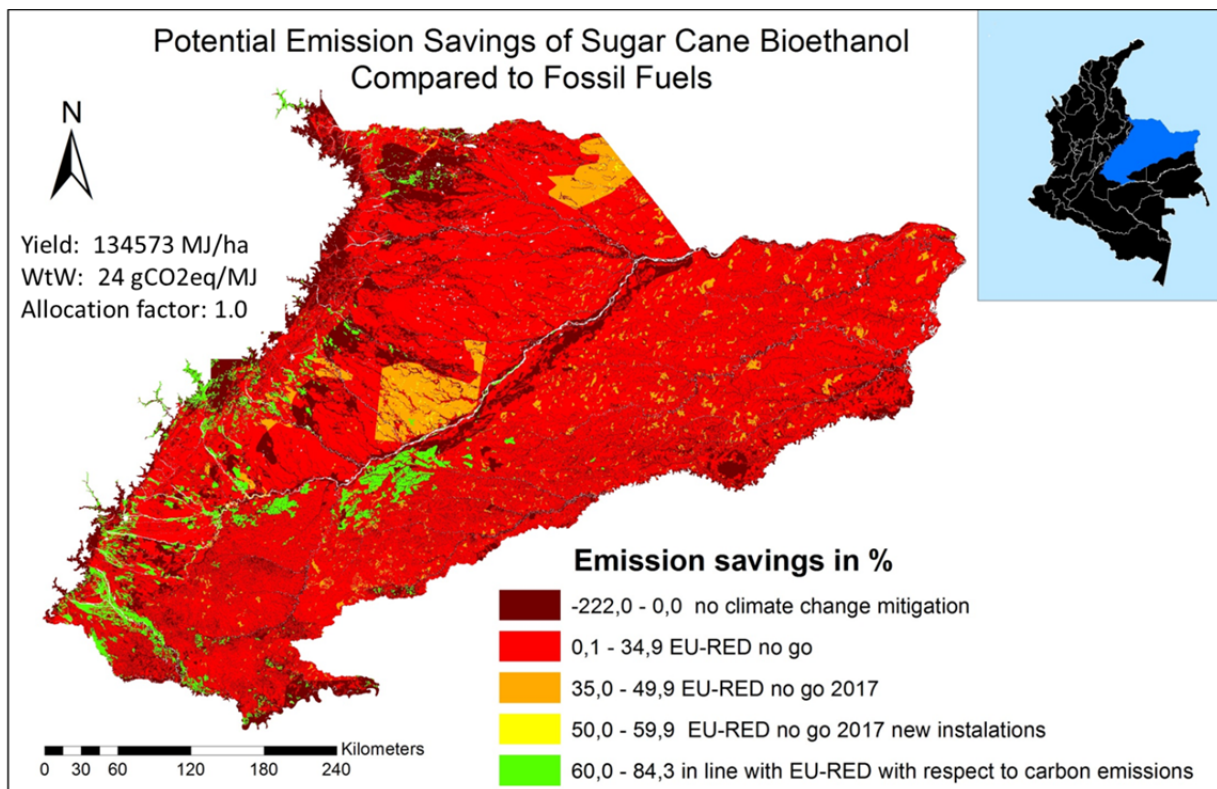 Potential Emission Savings of Sugar Cane Bioethanol
Compared to Fossil Fuels
N
Yield: 134573 MJ/ha
WtW: 24 gCO2eq/MJ
Allocation factor: 1.0
Emission savings in %
-222,0 - 0,0 no climate change mitigation
0,1 - 34,9 EU-RED no go
35,0 - 49,9 EU-RED no go 2017
50,0 - 59,9 EU-RED no go 2017 new instalations
60,0 - 84,3 in line with EU-RED with respect to carbon emissions
Kilometers
0 30 60 120 180 240